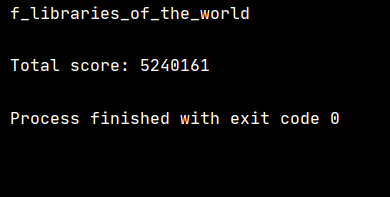 f_libraries_of_the_world
Total score: 5240161
Process finished with exit code 0